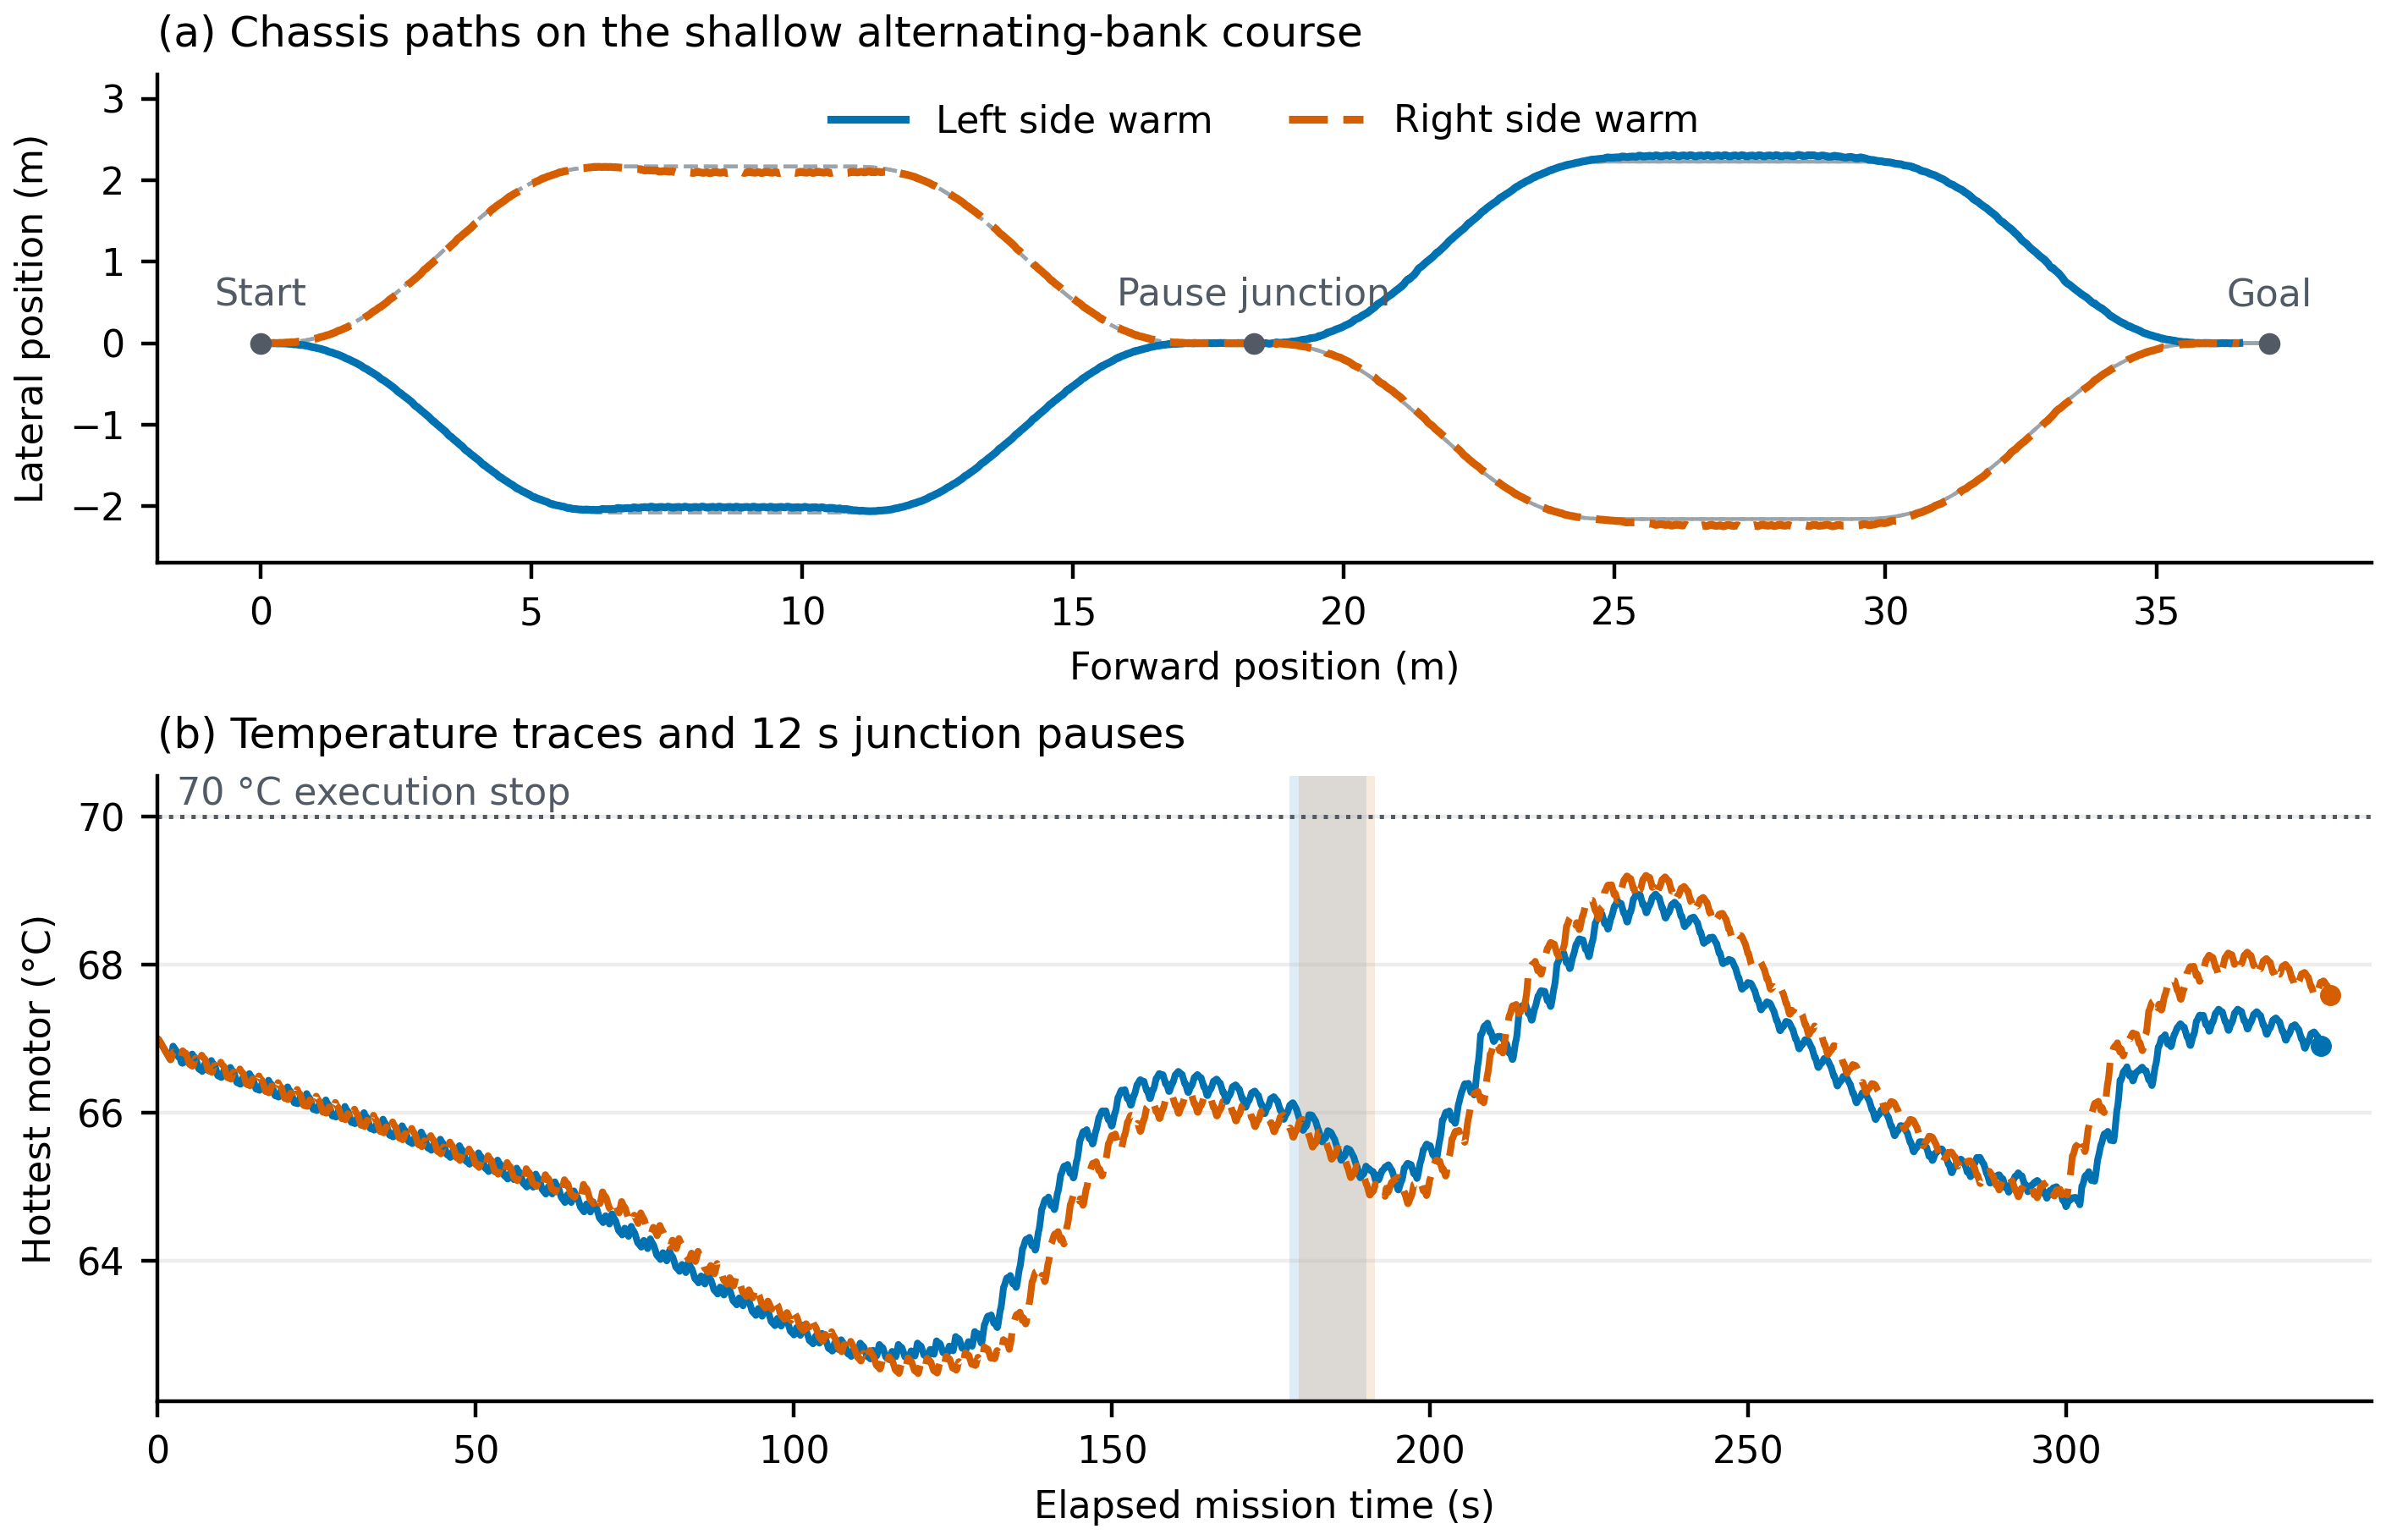 (a) Chassis paths on the shallow alternating-bank course
Lateral position (m)
3
2
1
0
−1
−2
Left side warm
Right side warm
Start
Pause junction
Goal
0 5 10 15 20 25 30 35
Forward position (m)
(b) Temperature traces and 12 s junction pauses
70 °C execution stop
Hottest motor (°C)
70
68
66
64
0 50 100 150 200 250 300
Elapsed mission time (s)